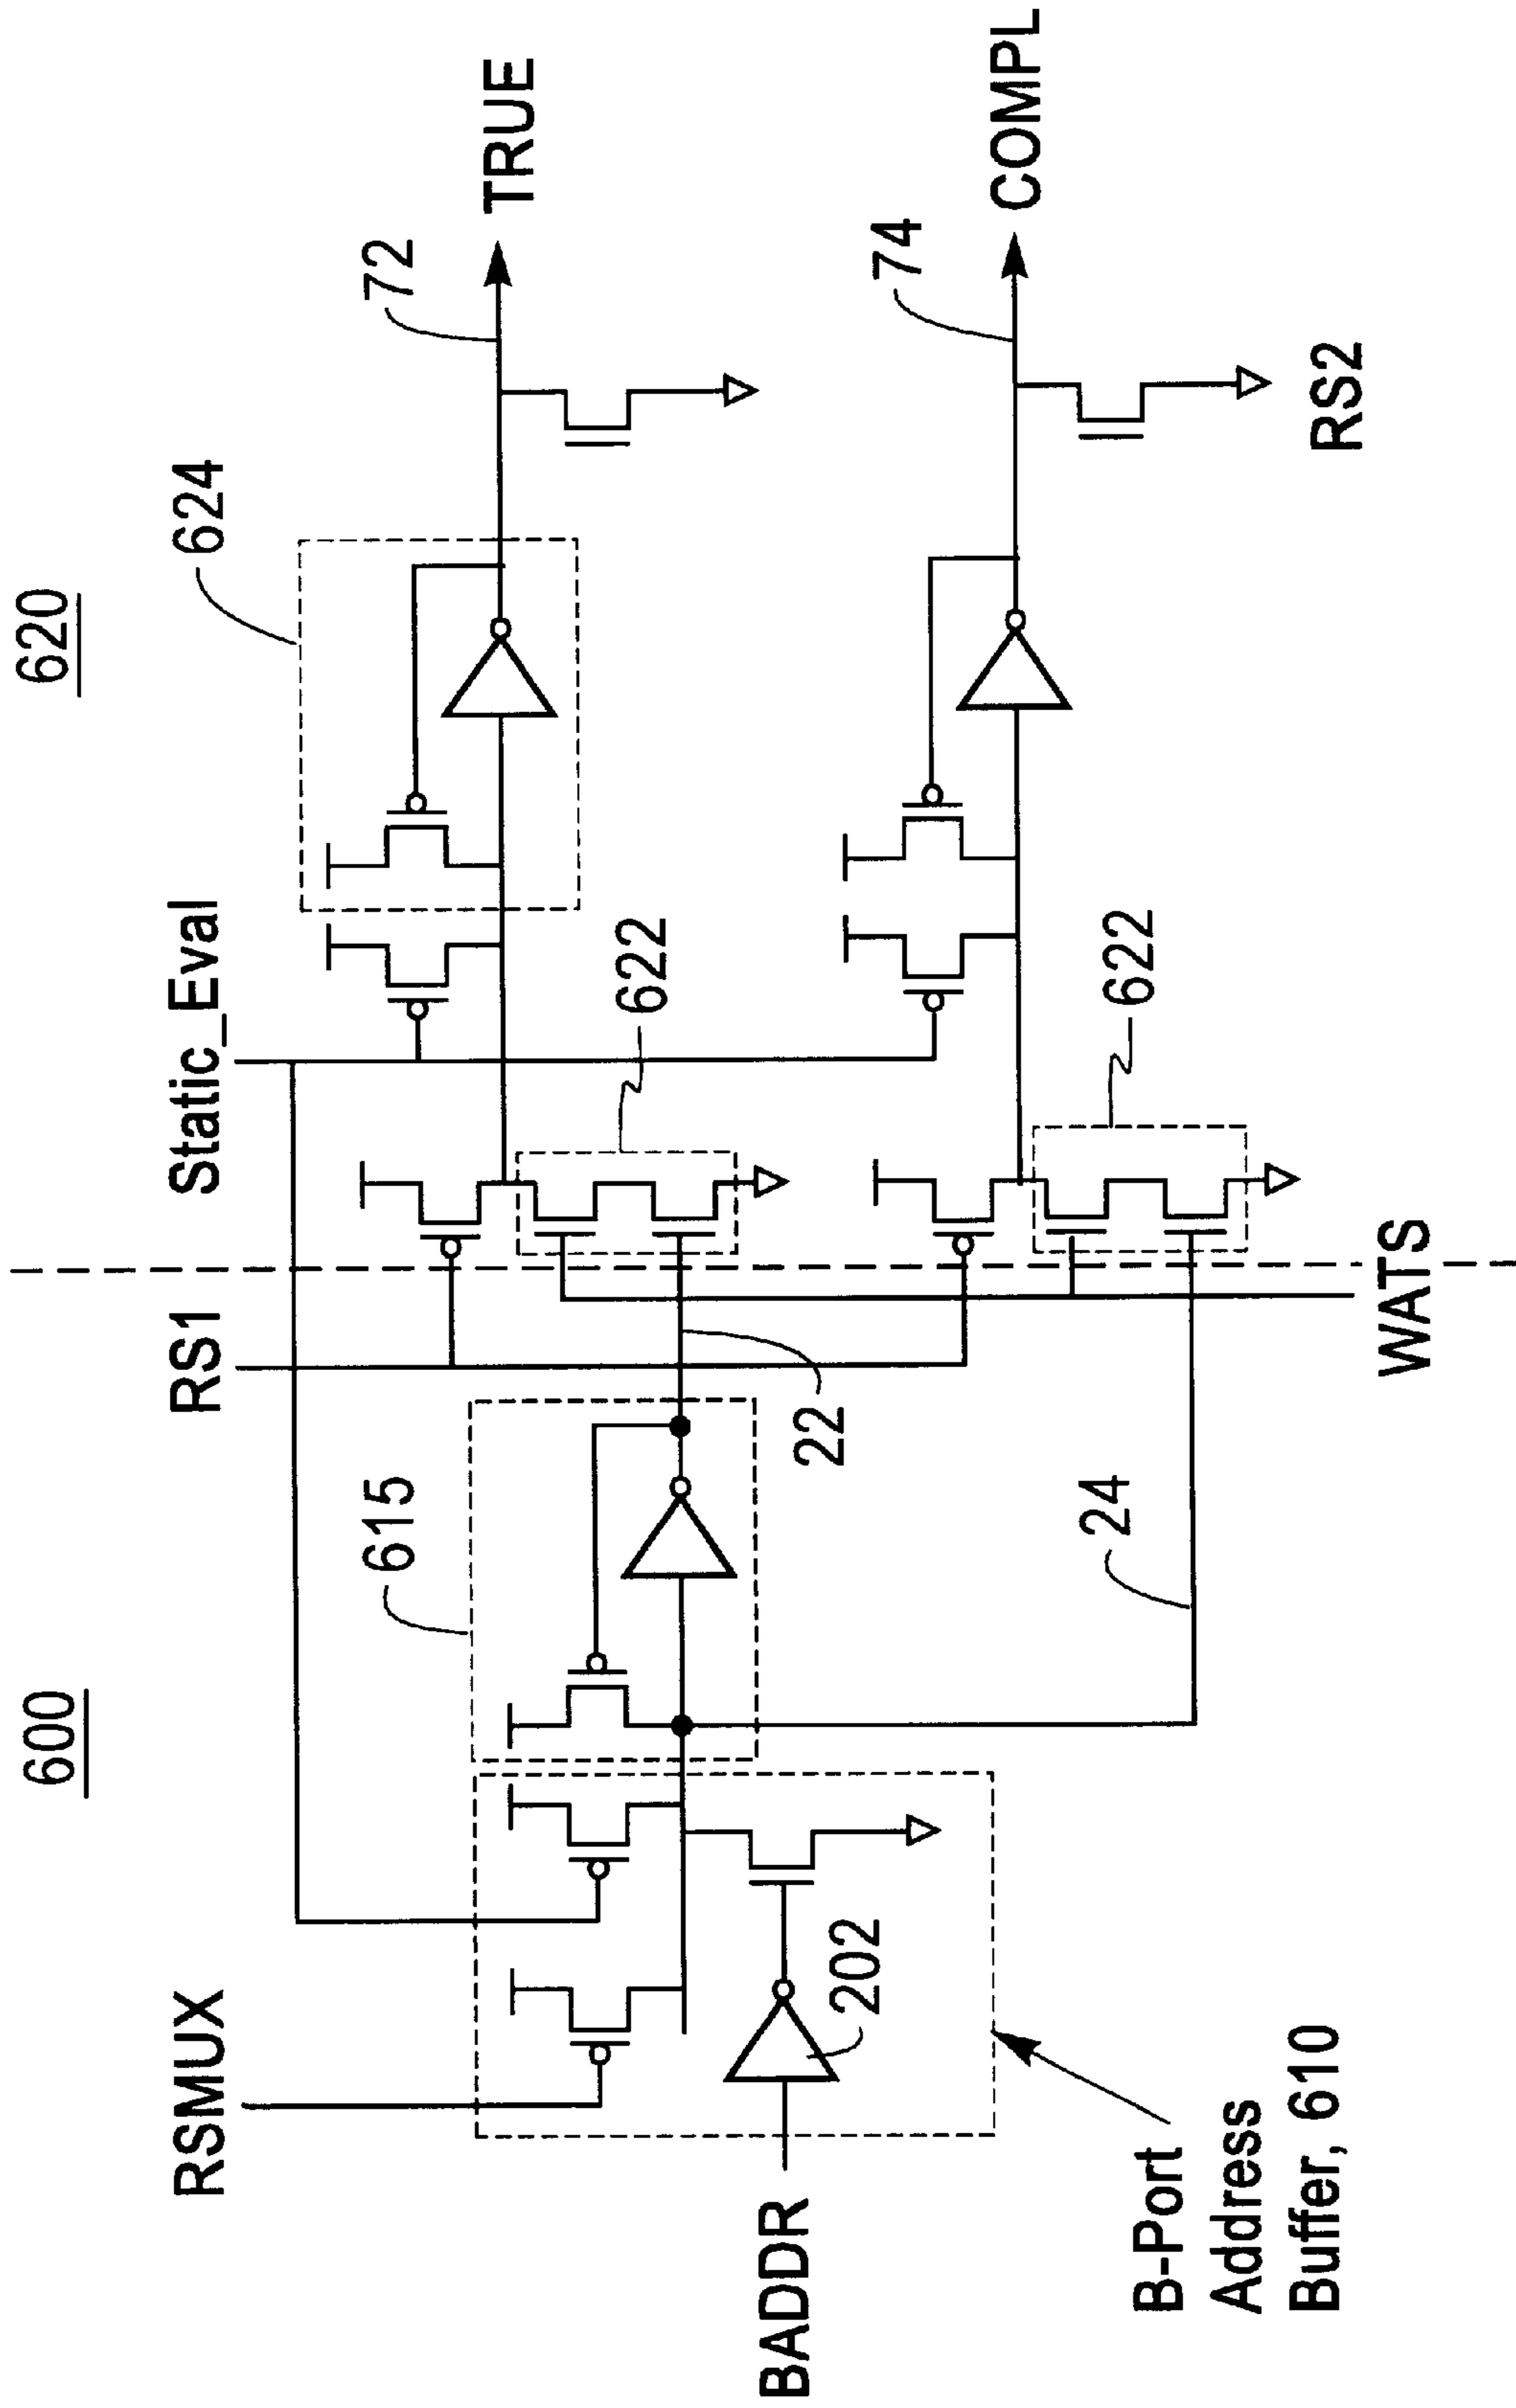 600
620
RSMUX
RS1
Static_Eval
624
72
TRUE
615
622
BADDR
202
22
74
COMPL
24
622
B-Port
Address
Buffer, 610
WATS
RS2